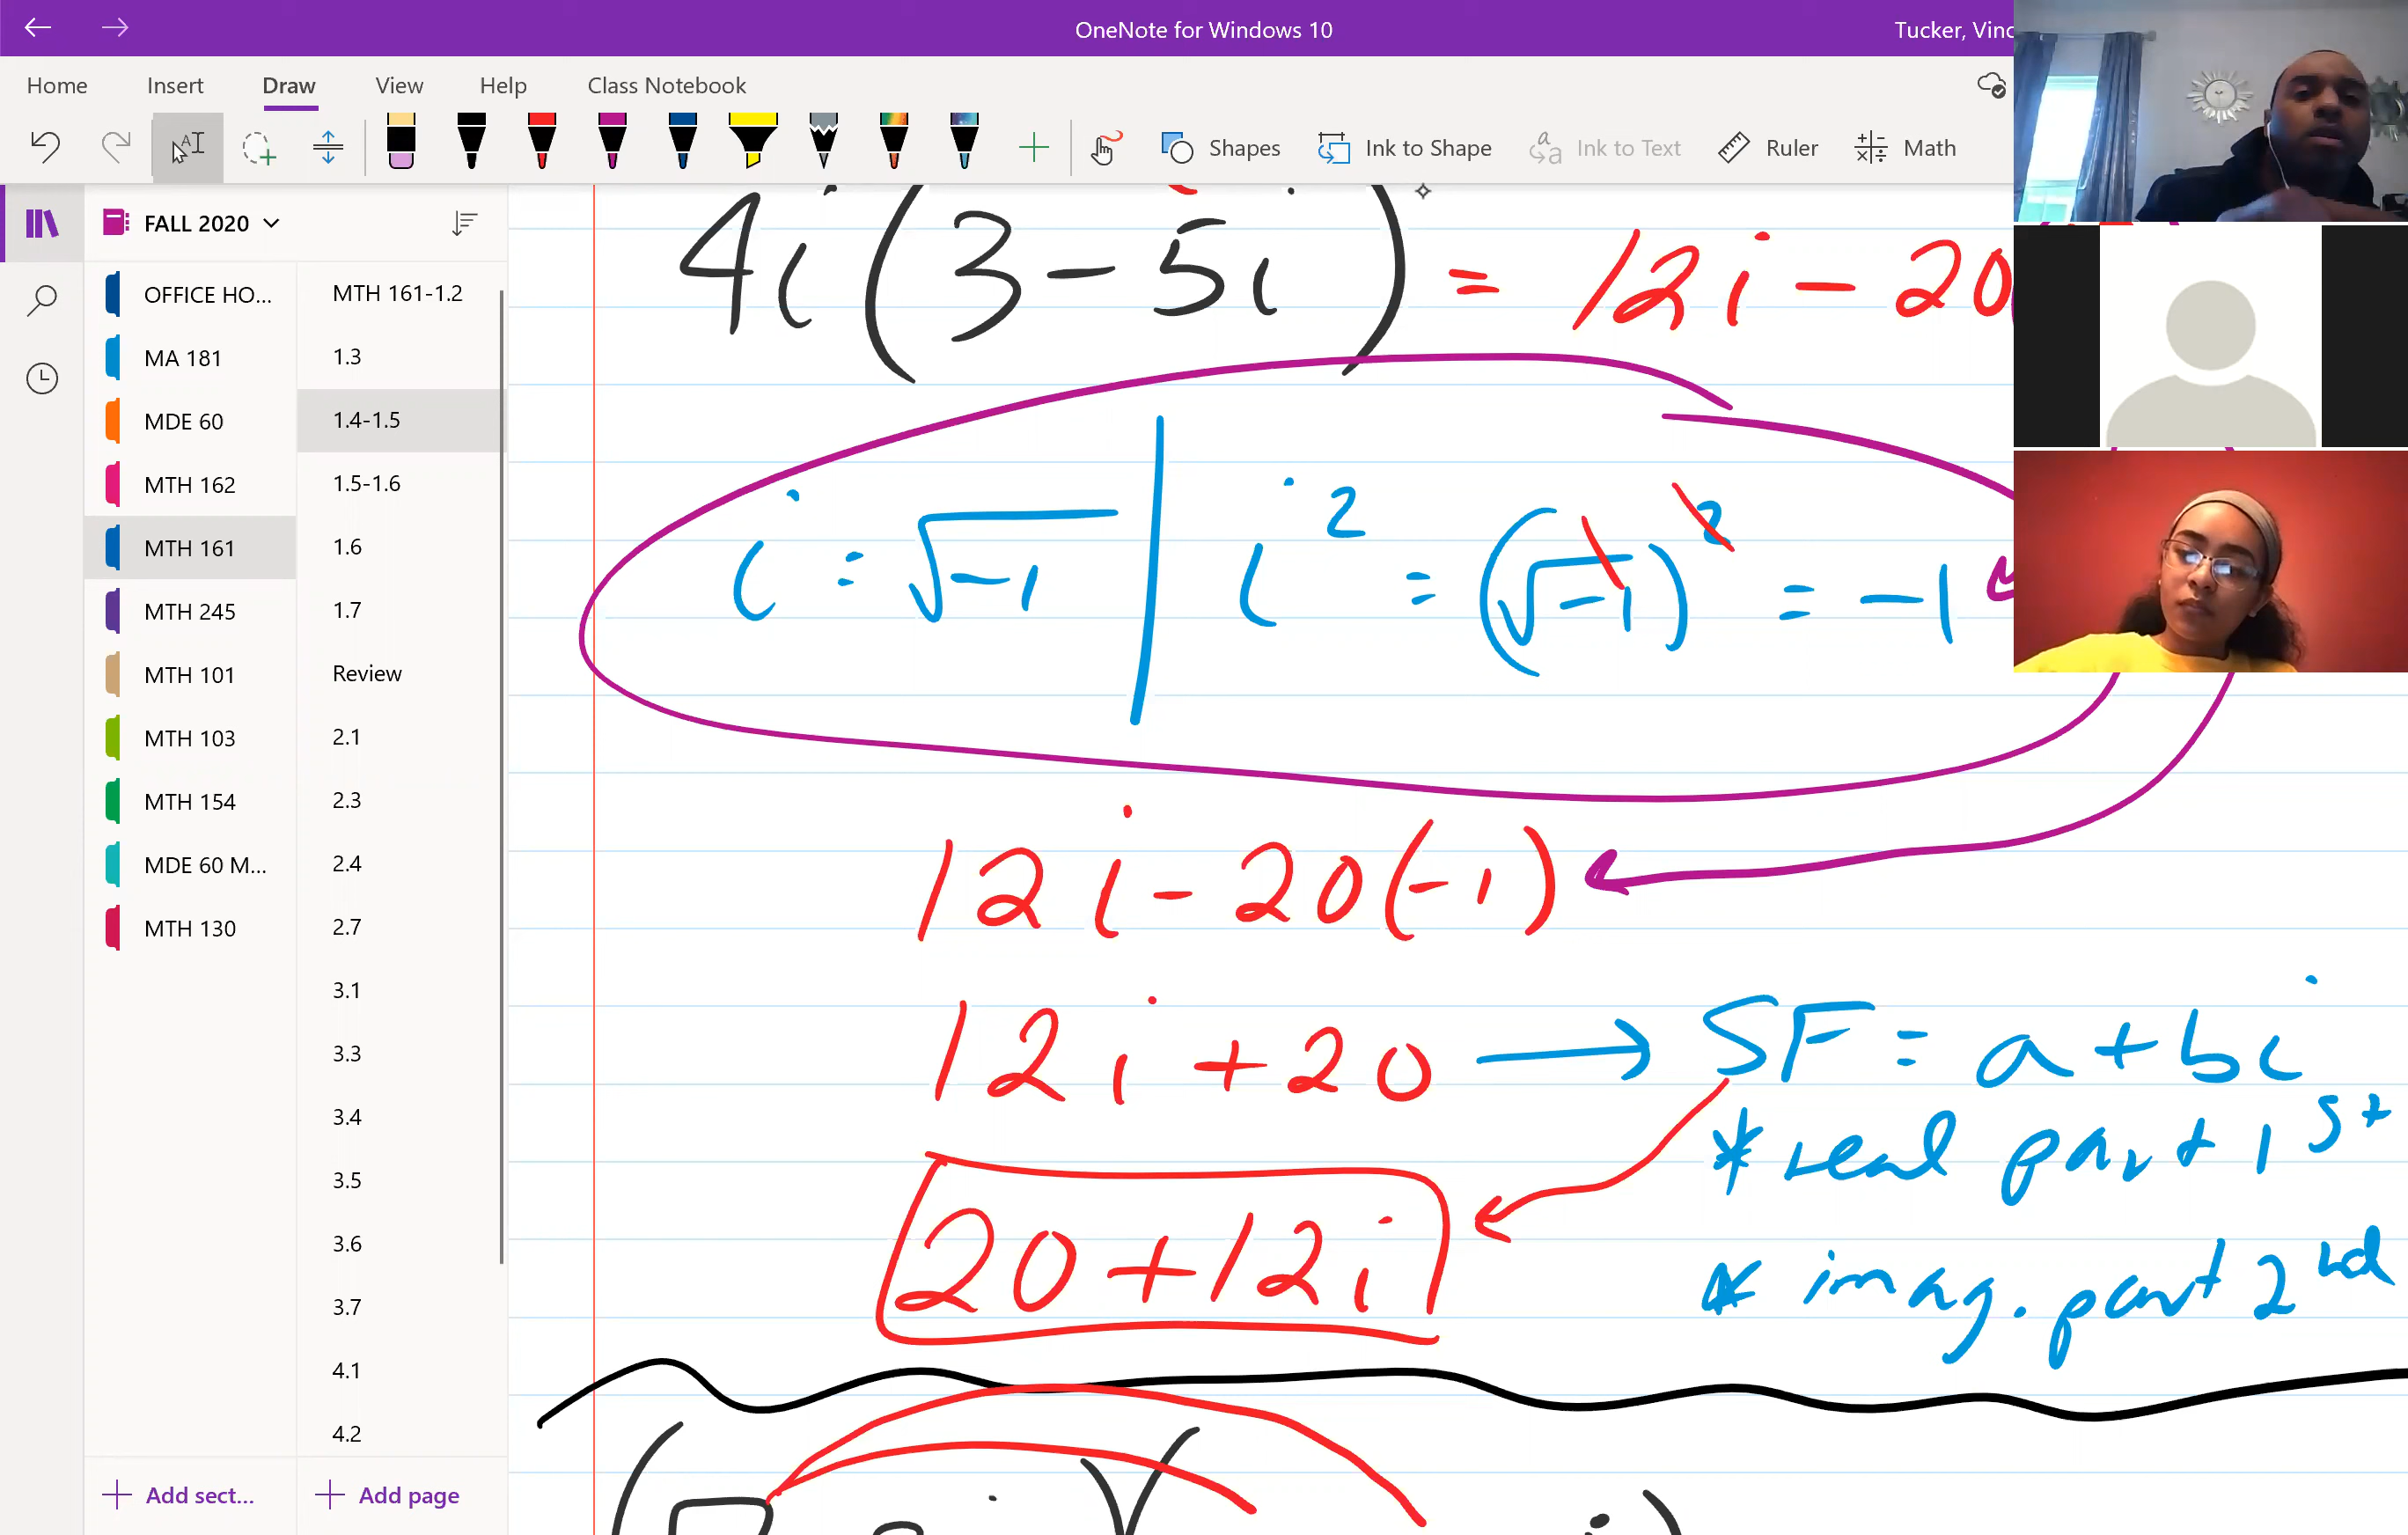 OneNote for Windows 10
Tucker, Vinc
Home Insert Draw View Help Class Notebook
Shapes Ink to Shape Ink to Text Ruler Math
FALL 2020
OFFICE HO...
MA 181
MDE 60
MTH 162
MTH 161
MTH 245
MTH 101
MTH 103
MTH 154
MDE 60 M...
MTH 130
Add sect...
MTH 161-1.2
1.3
1.4-1.5
1.5-1.6
1.6
1.7
Review
2.1
2.3
2.4
2.7
3.1
3.3
3.4
3.5
3.6
3.7
4.1
4.2
Add page
4i(3-5i) = 12i-20
i = √-1 | i² = (√-1)² = -1
12i-20(-1)
12i+20 → SF = a+bi
* real part 1st
20+12i
* imag. part 2nd